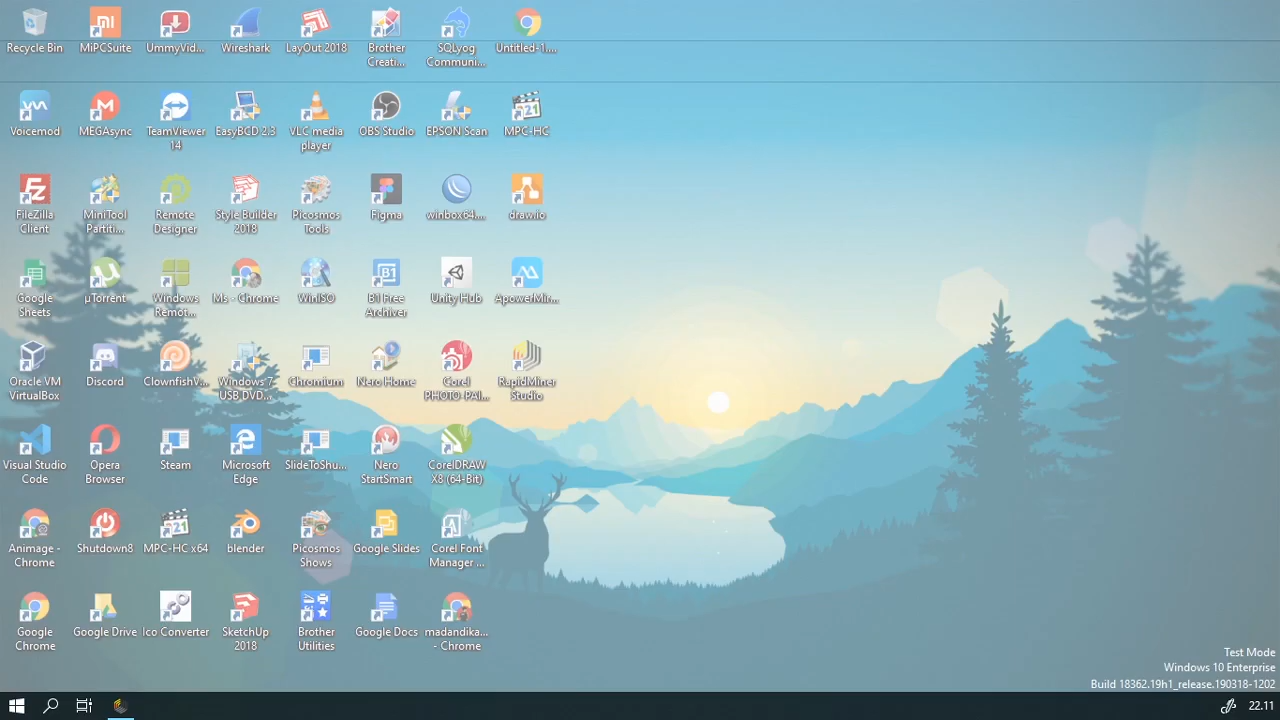 Recycle Bin
MiPCSuite
UmmyVid...
Wireshark
LayOut 2018
Brother
Creati...
SQLyog
Communi...
Untitled-1....
Voicemod
MEGAsync
TeamViewer
14
EasyBCD 2.3
VLC media
player
OBS Studio
EPSON Scan
MPC-HC
FileZilla
Client
MiniTool
Partiti...
Remote
Designer
Style Builder
2018
Picosmos
Tools
Figma
winbox64....
draw.io
Google
Sheets
µTorrent
Windows
Remot...
Ms - Chrome
WinISO
B1 Free
Archiver
Unity Hub
ApowerMir...
Oracle VM
VirtualBox
Discord
ClownfishV...
Windows 7
USB DVD...
Chromium
Nero Home
Corel
PHOTO-PAI...
RapidMiner
Studio
Visual Studio
Code
Opera
Browser
Steam
Microsoft
Edge
SlideToShu...
Nero
StartSmart
CorelDRAW
X8 (64-Bit)
Animage -
Chrome
Shutdown8
MPC-HC x64
blender
Picosmos
Shows
Google Slides
Corel Font
Manager ...
Google
Chrome
Google Drive
Ico Converter
SketchUp
2018
Brother
Utilities
Google Docs
madandika...
- Chrome
Test Mode
Windows 10 Enterprise
Build 18362.19h1_release.190318-1202
22.11